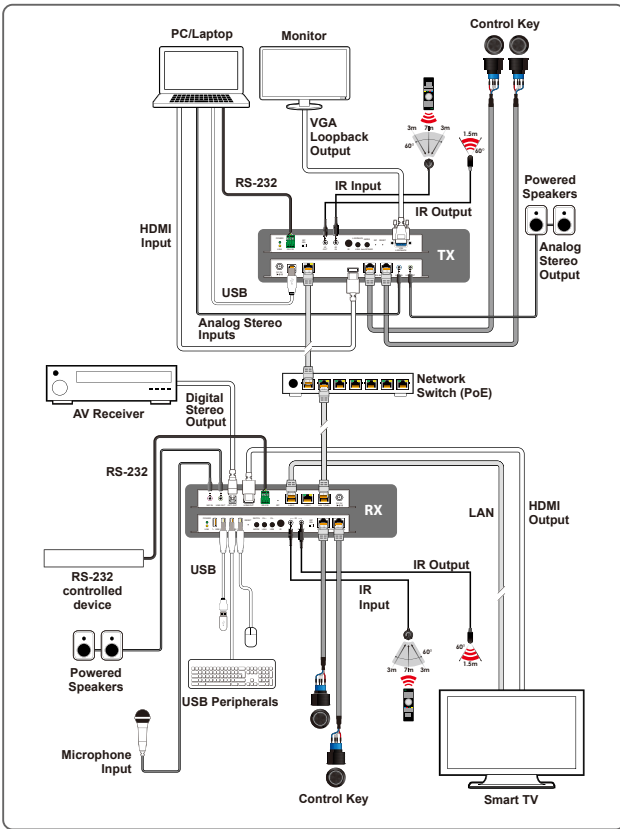 PC/Laptop
Monitor
Control Key
VGA
Loopback
Output
3m 7m 3m
60°
1.5m
60°
RS-232
IR Input
IR Output
Powered
Speakers
HDMI
Input
TX
Analog
Stereo
Output
USB
Analog Stereo
Inputs
Network
Switch (PoE)
AV Receiver
Digital
Stereo
Output
RS-232
RX
LAN
HDMI
Output
RS-232
controlled
device
USB
IR Output
IR
Input
60°
3m 7m 3m
60°
1.5m
Powered
Speakers
USB Peripherals
Microphone
Input
Control Key
Smart TV